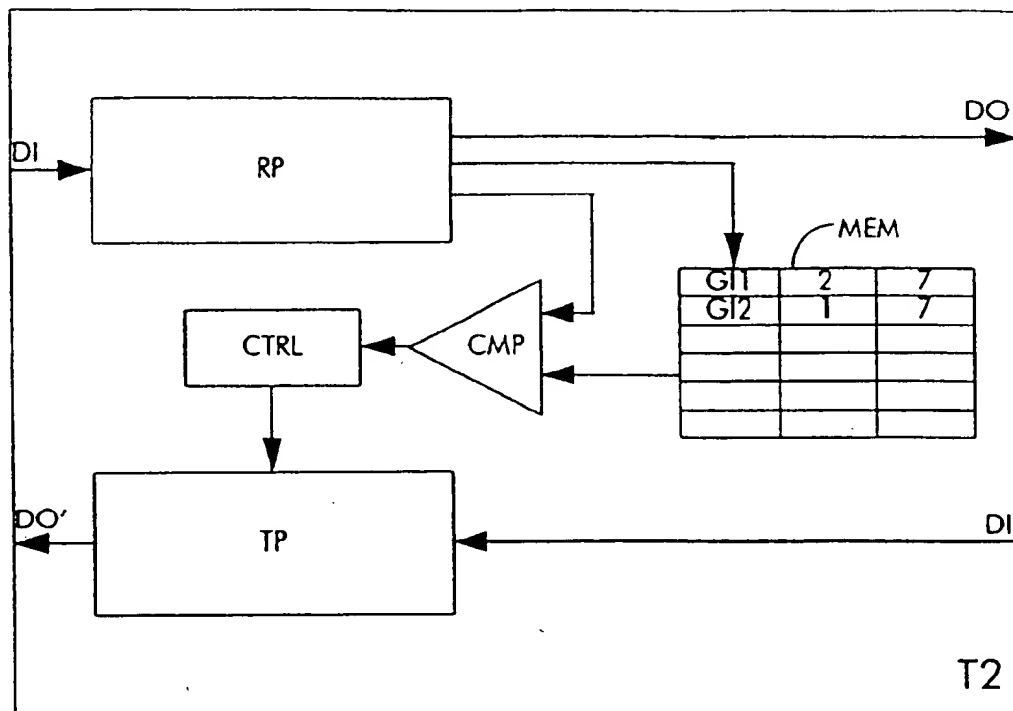 DO
DI
RP
MEM
GI1 2 7
GI2 1 7
CTRL
CMP
DO'
TP
DI
T2